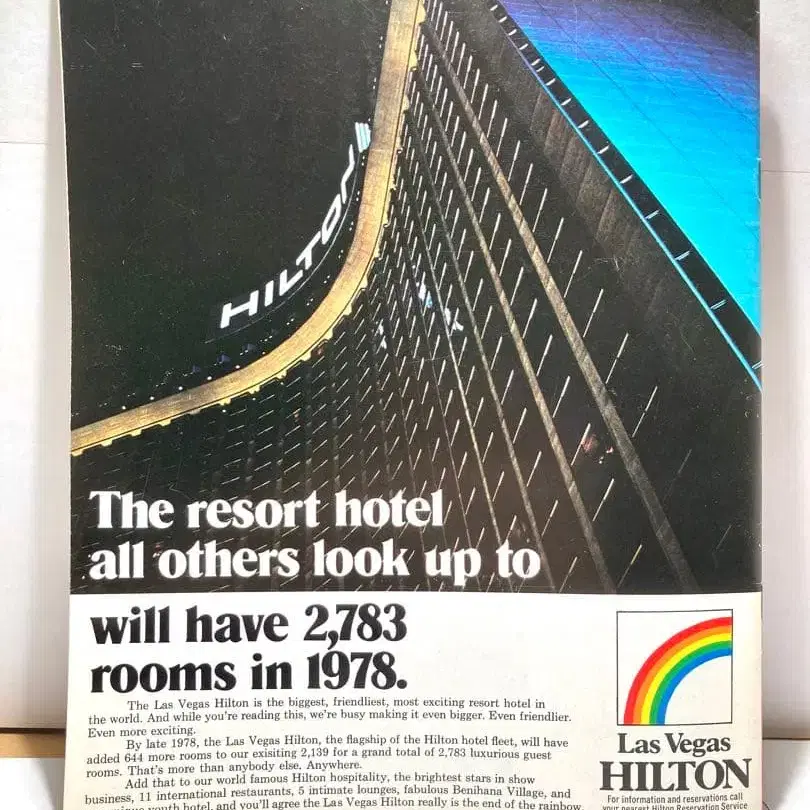 HILTON
The resort hotel
all others look up to
will have 2,783
rooms in 1978.
The Las Vegas Hilton is the biggest, friendliest, most exciting resort hotel in
the world. And while you're reading this, we're busy making it even bigger. Even friendlier.
Even more exciting.
By late 1978, the Las Vegas Hilton, the flagship of the Hilton hotel fleet, will have
added 644 more rooms to our exisiting 2,139 for a grand total of 2,783 luxurious guest
rooms. That's more than anybody else. Anywhere.
Add that to our world famous Hilton hospitality, the brightest stars in show
business, 11 international restaurants, 5 intimate lounges, fabulous Benihana Village, and
youth hotel, and you'll agree the Las Vegas Hilton really is the end of the rainbow.
Las Vegas
HILTON
For information and reservations call
your nearest Hilton Reservation Service